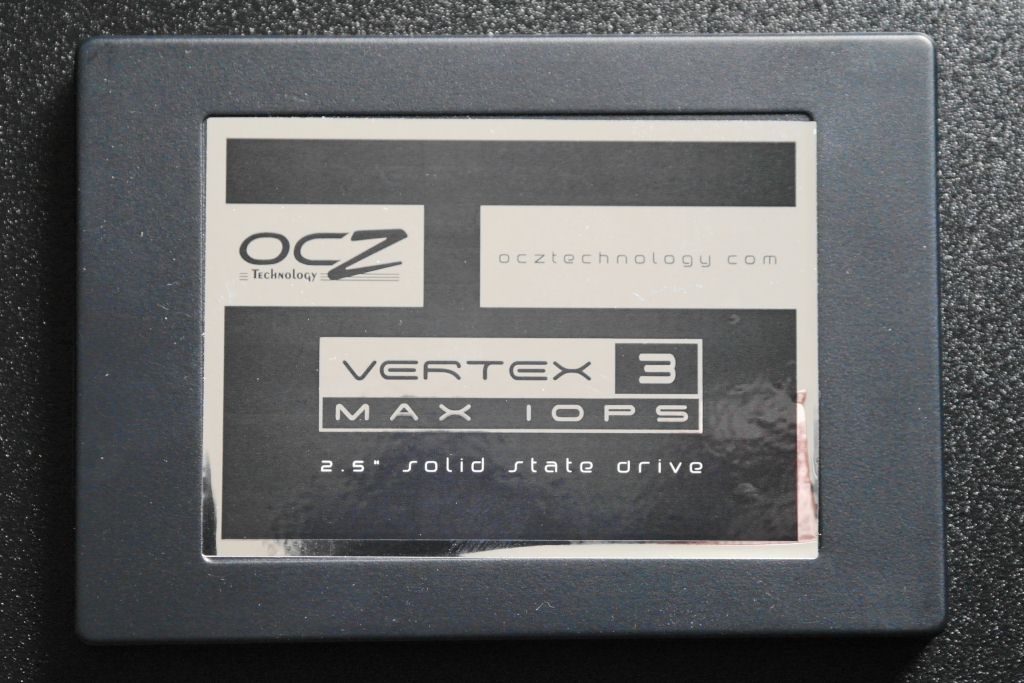 OCZ
Technology
ocztechnology com
VERTEX 3
MAX IOPS
2.5" solid state drive